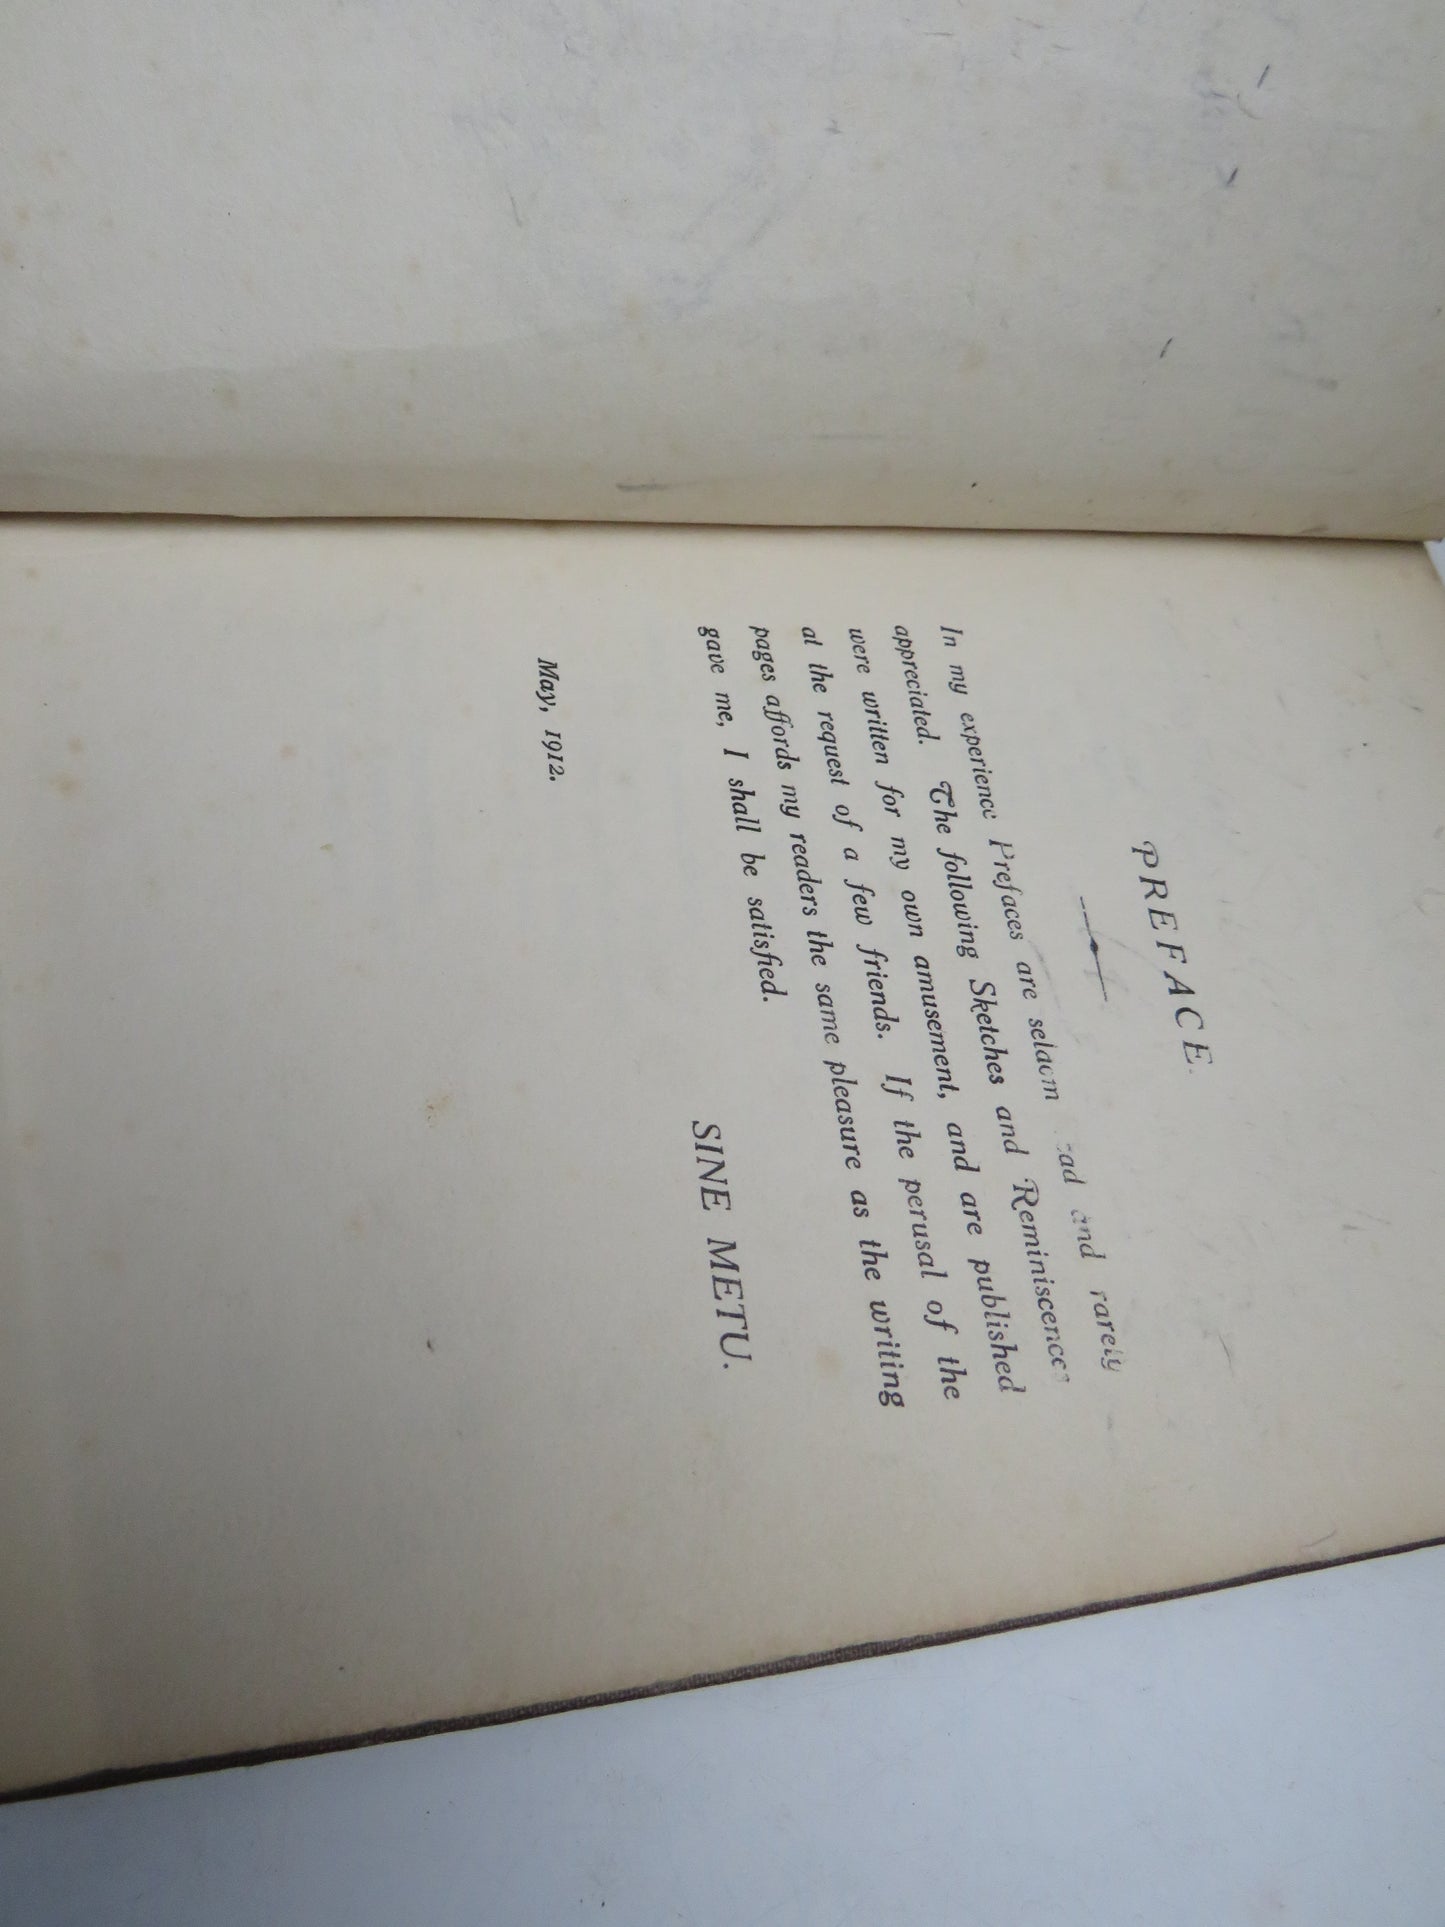 PREFACE.
In my experience Prefaces are seldom and rarely
appreciated. The following Sketches and Reminiscences
were written for my own amusement, and are published
at the request of a few friends. If the perusal of the
pages affords my readers the same pleasure as the writing
gave me, I shall be satisfied.
SINE METU.
May, 1912.